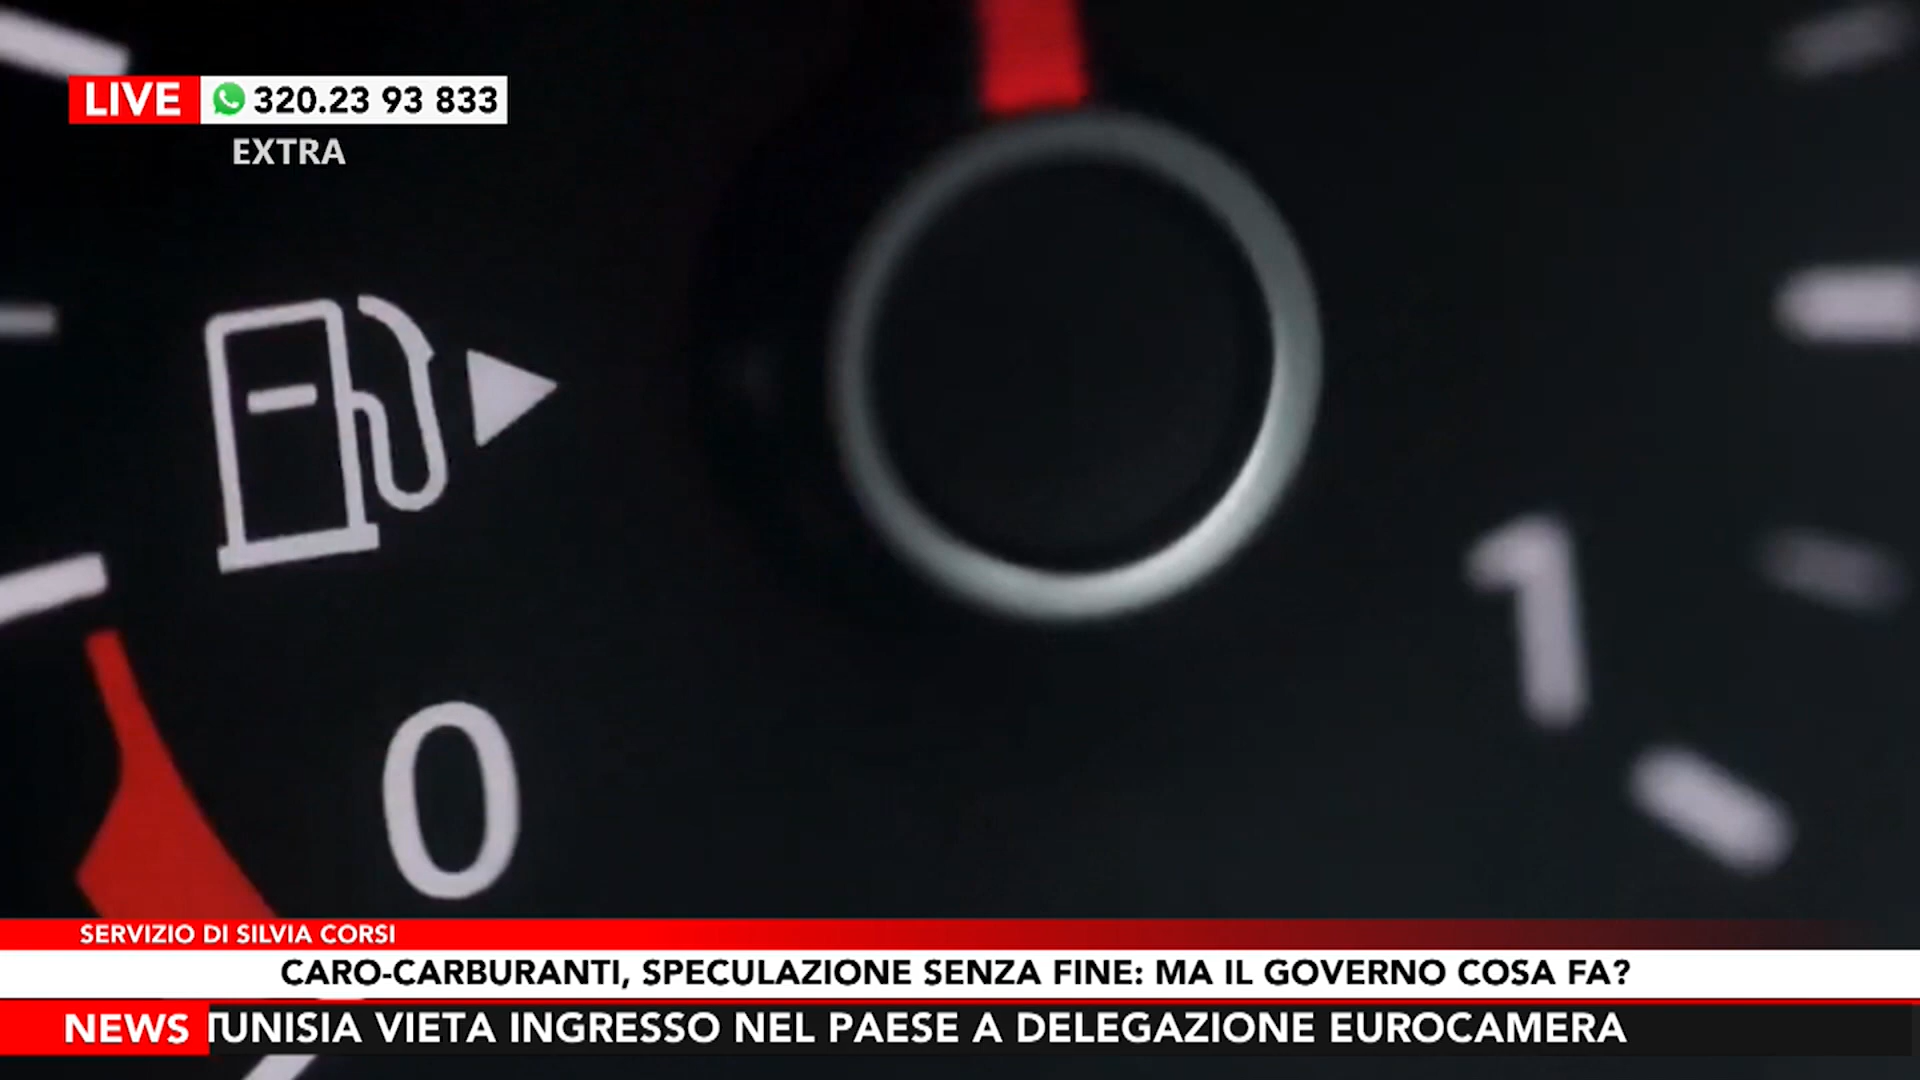 LIVE 320.23 93 833
EXTRA
1
0
SERVIZIO DI SILVIA CORSI
CARO-CARBURANTI, SPECULAZIONE SENZA FINE: MA IL GOVERNO COSA FA?
NEWS TUNISIA VIETA INGRESSO NEL PAESE A DELEGAZIONE EUROCAMERA